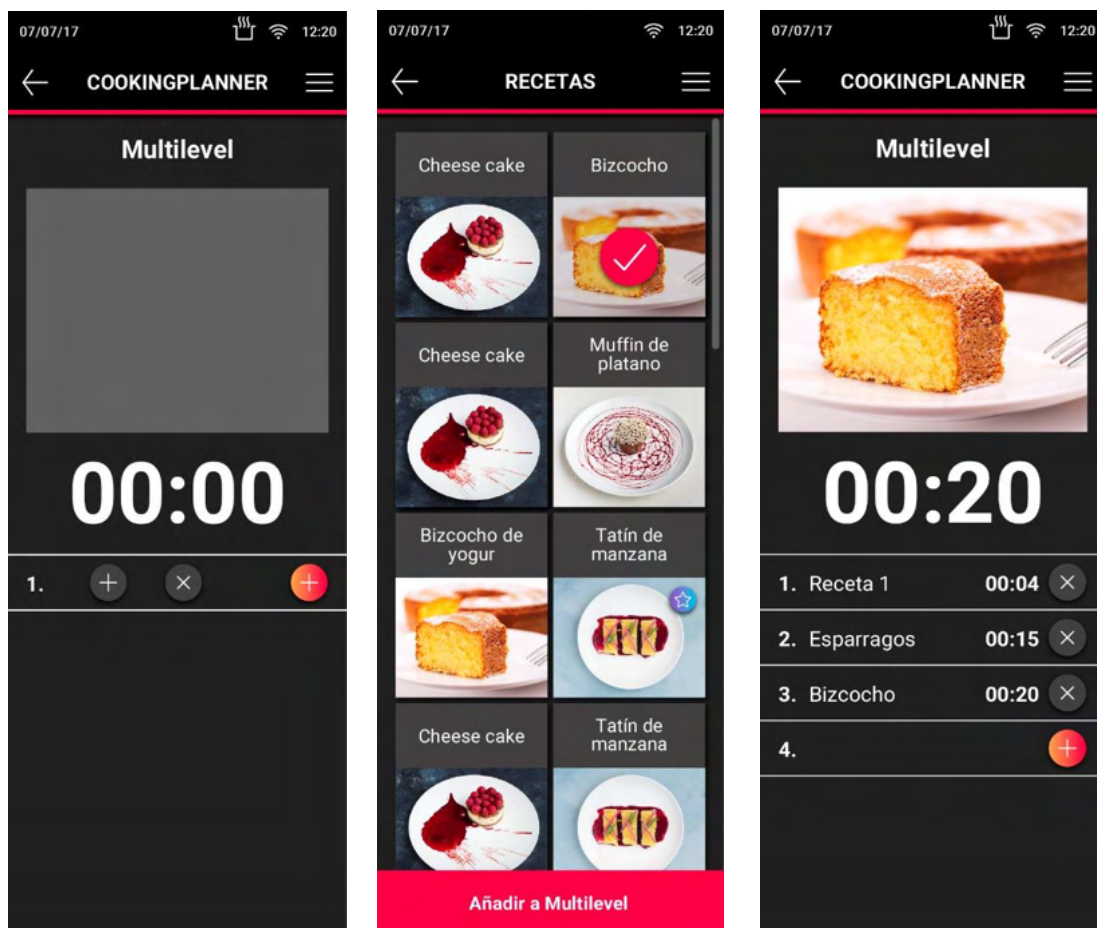 07/07/17 12:20
COOKINGPLANNER
Multilevel
00:00
1.
07/07/17 12:20
RECETAS
Cheese cake
Bizcocho
Cheese cake
Muffin de
platano
Bizcocho de
yogur
Tatín de
manzana
Cheese cake
Tatín de
manzana
Añadir a Multilevel
07/07/17 12:20
COOKINGPLANNER
Multilevel
00:20
1. Receta 1 00:04
2. Esparragos 00:15
3. Bizcocho 00:20
4.